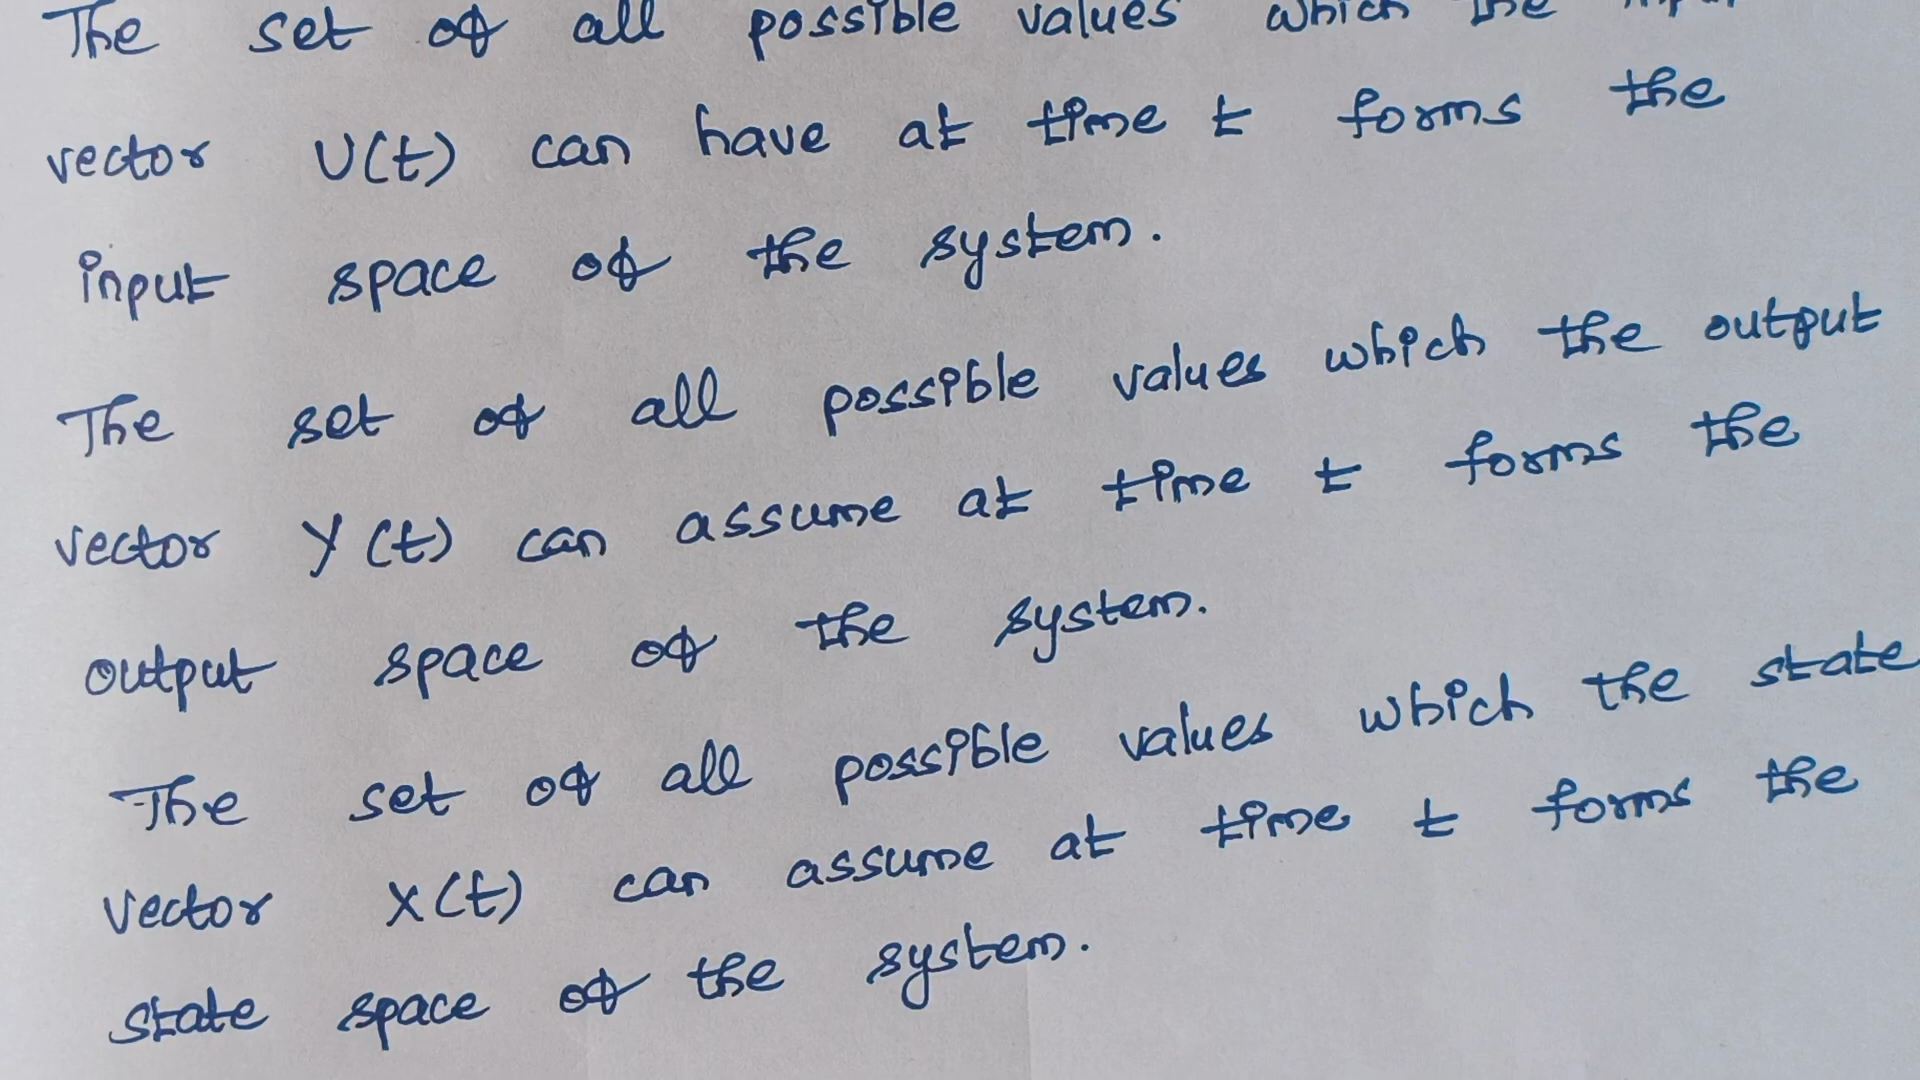 The set of all possible values which the input
vector U(t) can have at time t forms the
input space of the system.
The set of all possible values which the output
vector Y(t) can assume at time t forms the
output space of the system.
The set of all possible values which the state
vector X(t) can assume at time t forms the
state space of the system.